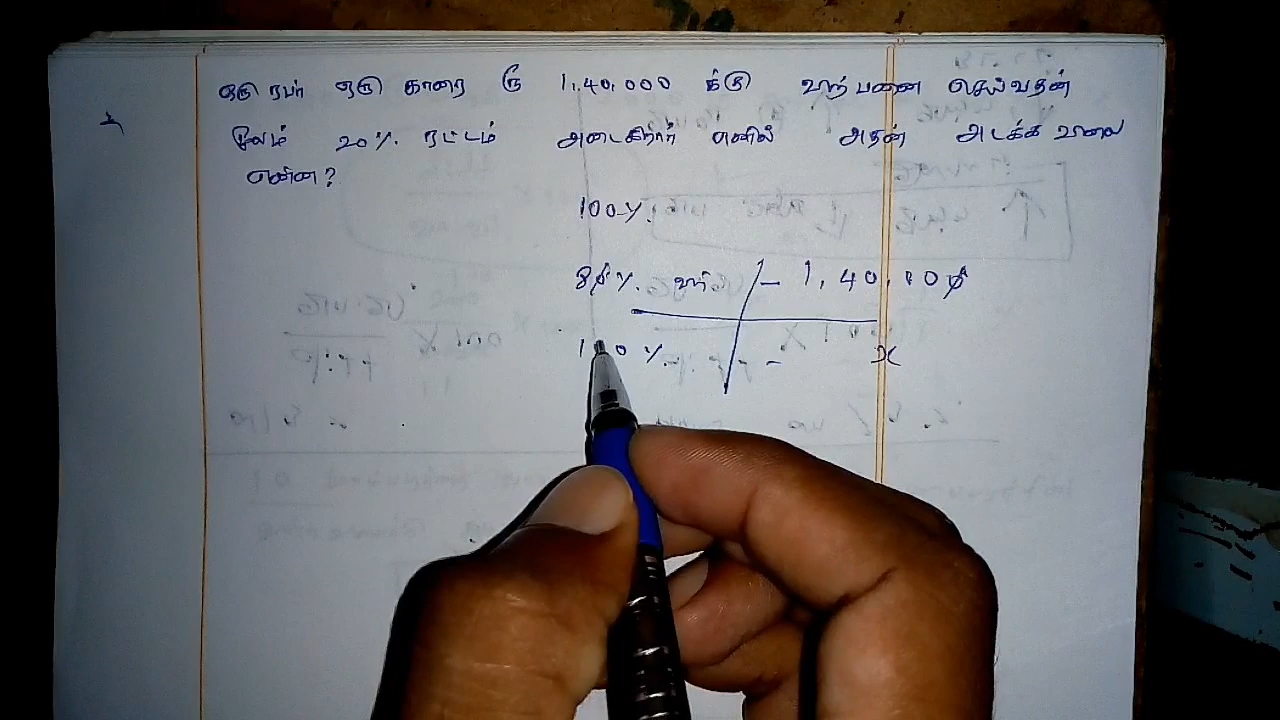 ஒரு நபர் ஒரு காரை ரூ 1,40,000 க்கு விற்பனை செய்வதன்
மூலம் 20%. நட்டம் அடைகிறார் எனில் அதன் அடக்க விலை
என்ன?
100%.
80%. விற் - 1,40,000
100%. - x